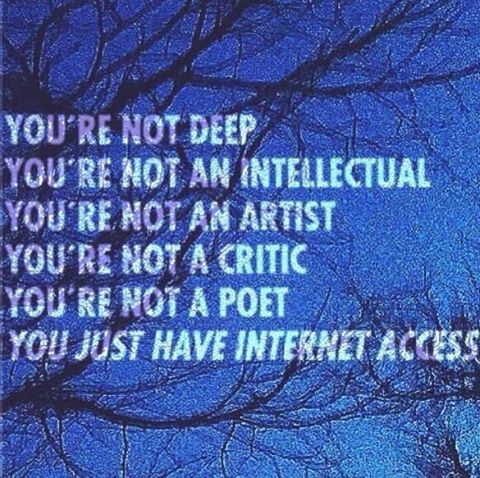 YOU'RE NOT DEEP
YOU'RE NOT AN INTELLECTUAL
YOU'RE NOT AN ARTIST
YOU'RE NOT A CRITIC
YOU'RE NOT A POET
YOU JUST HAVE INTERNET ACCESS